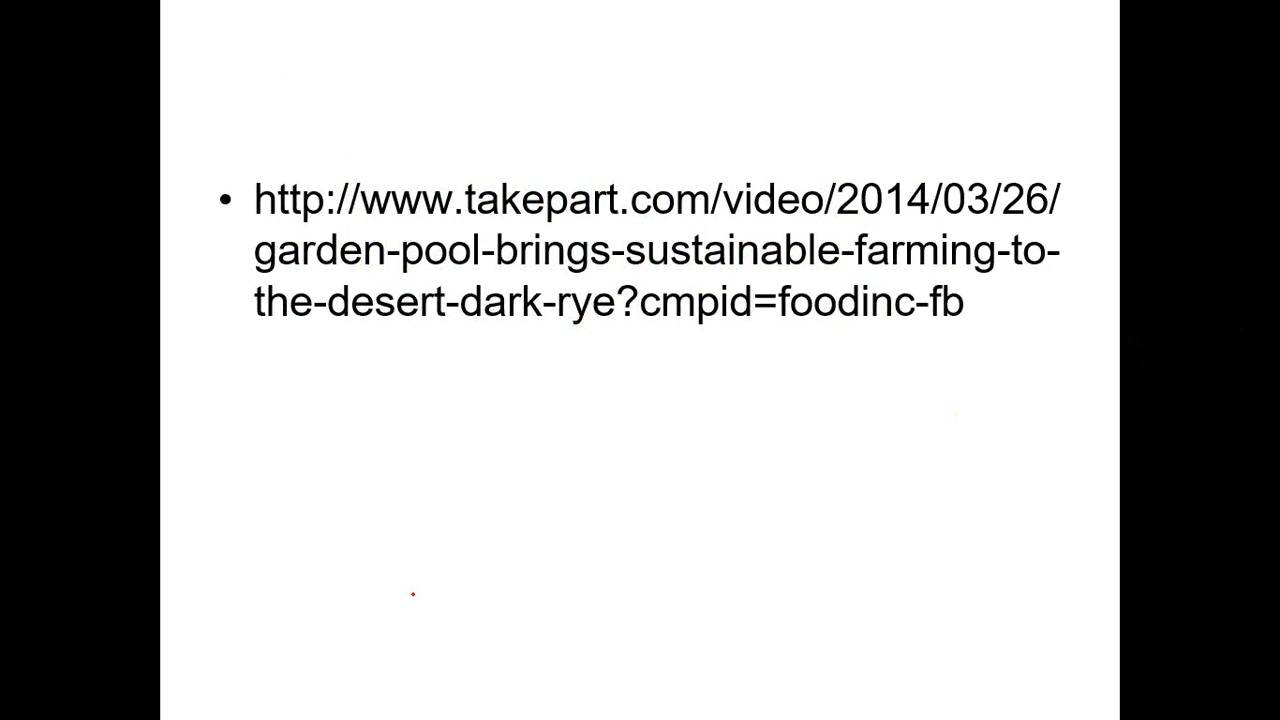 • http://www.takepart.com/video/2014/03/26/
garden-pool-brings-sustainable-farming-to-
the-desert-dark-rye?cmpid=foodinc-fb